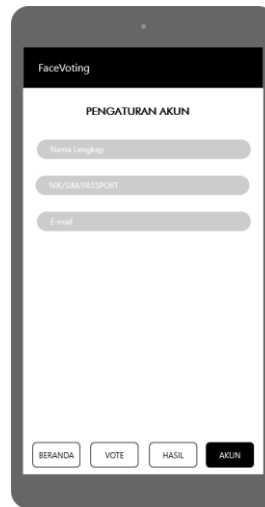 FaceVoting
PENGATURAN AKUN
Nama Lengkap
NIK/SIM/PASSPORT
E-mail
BERANDA VOTE HASIL AKUN